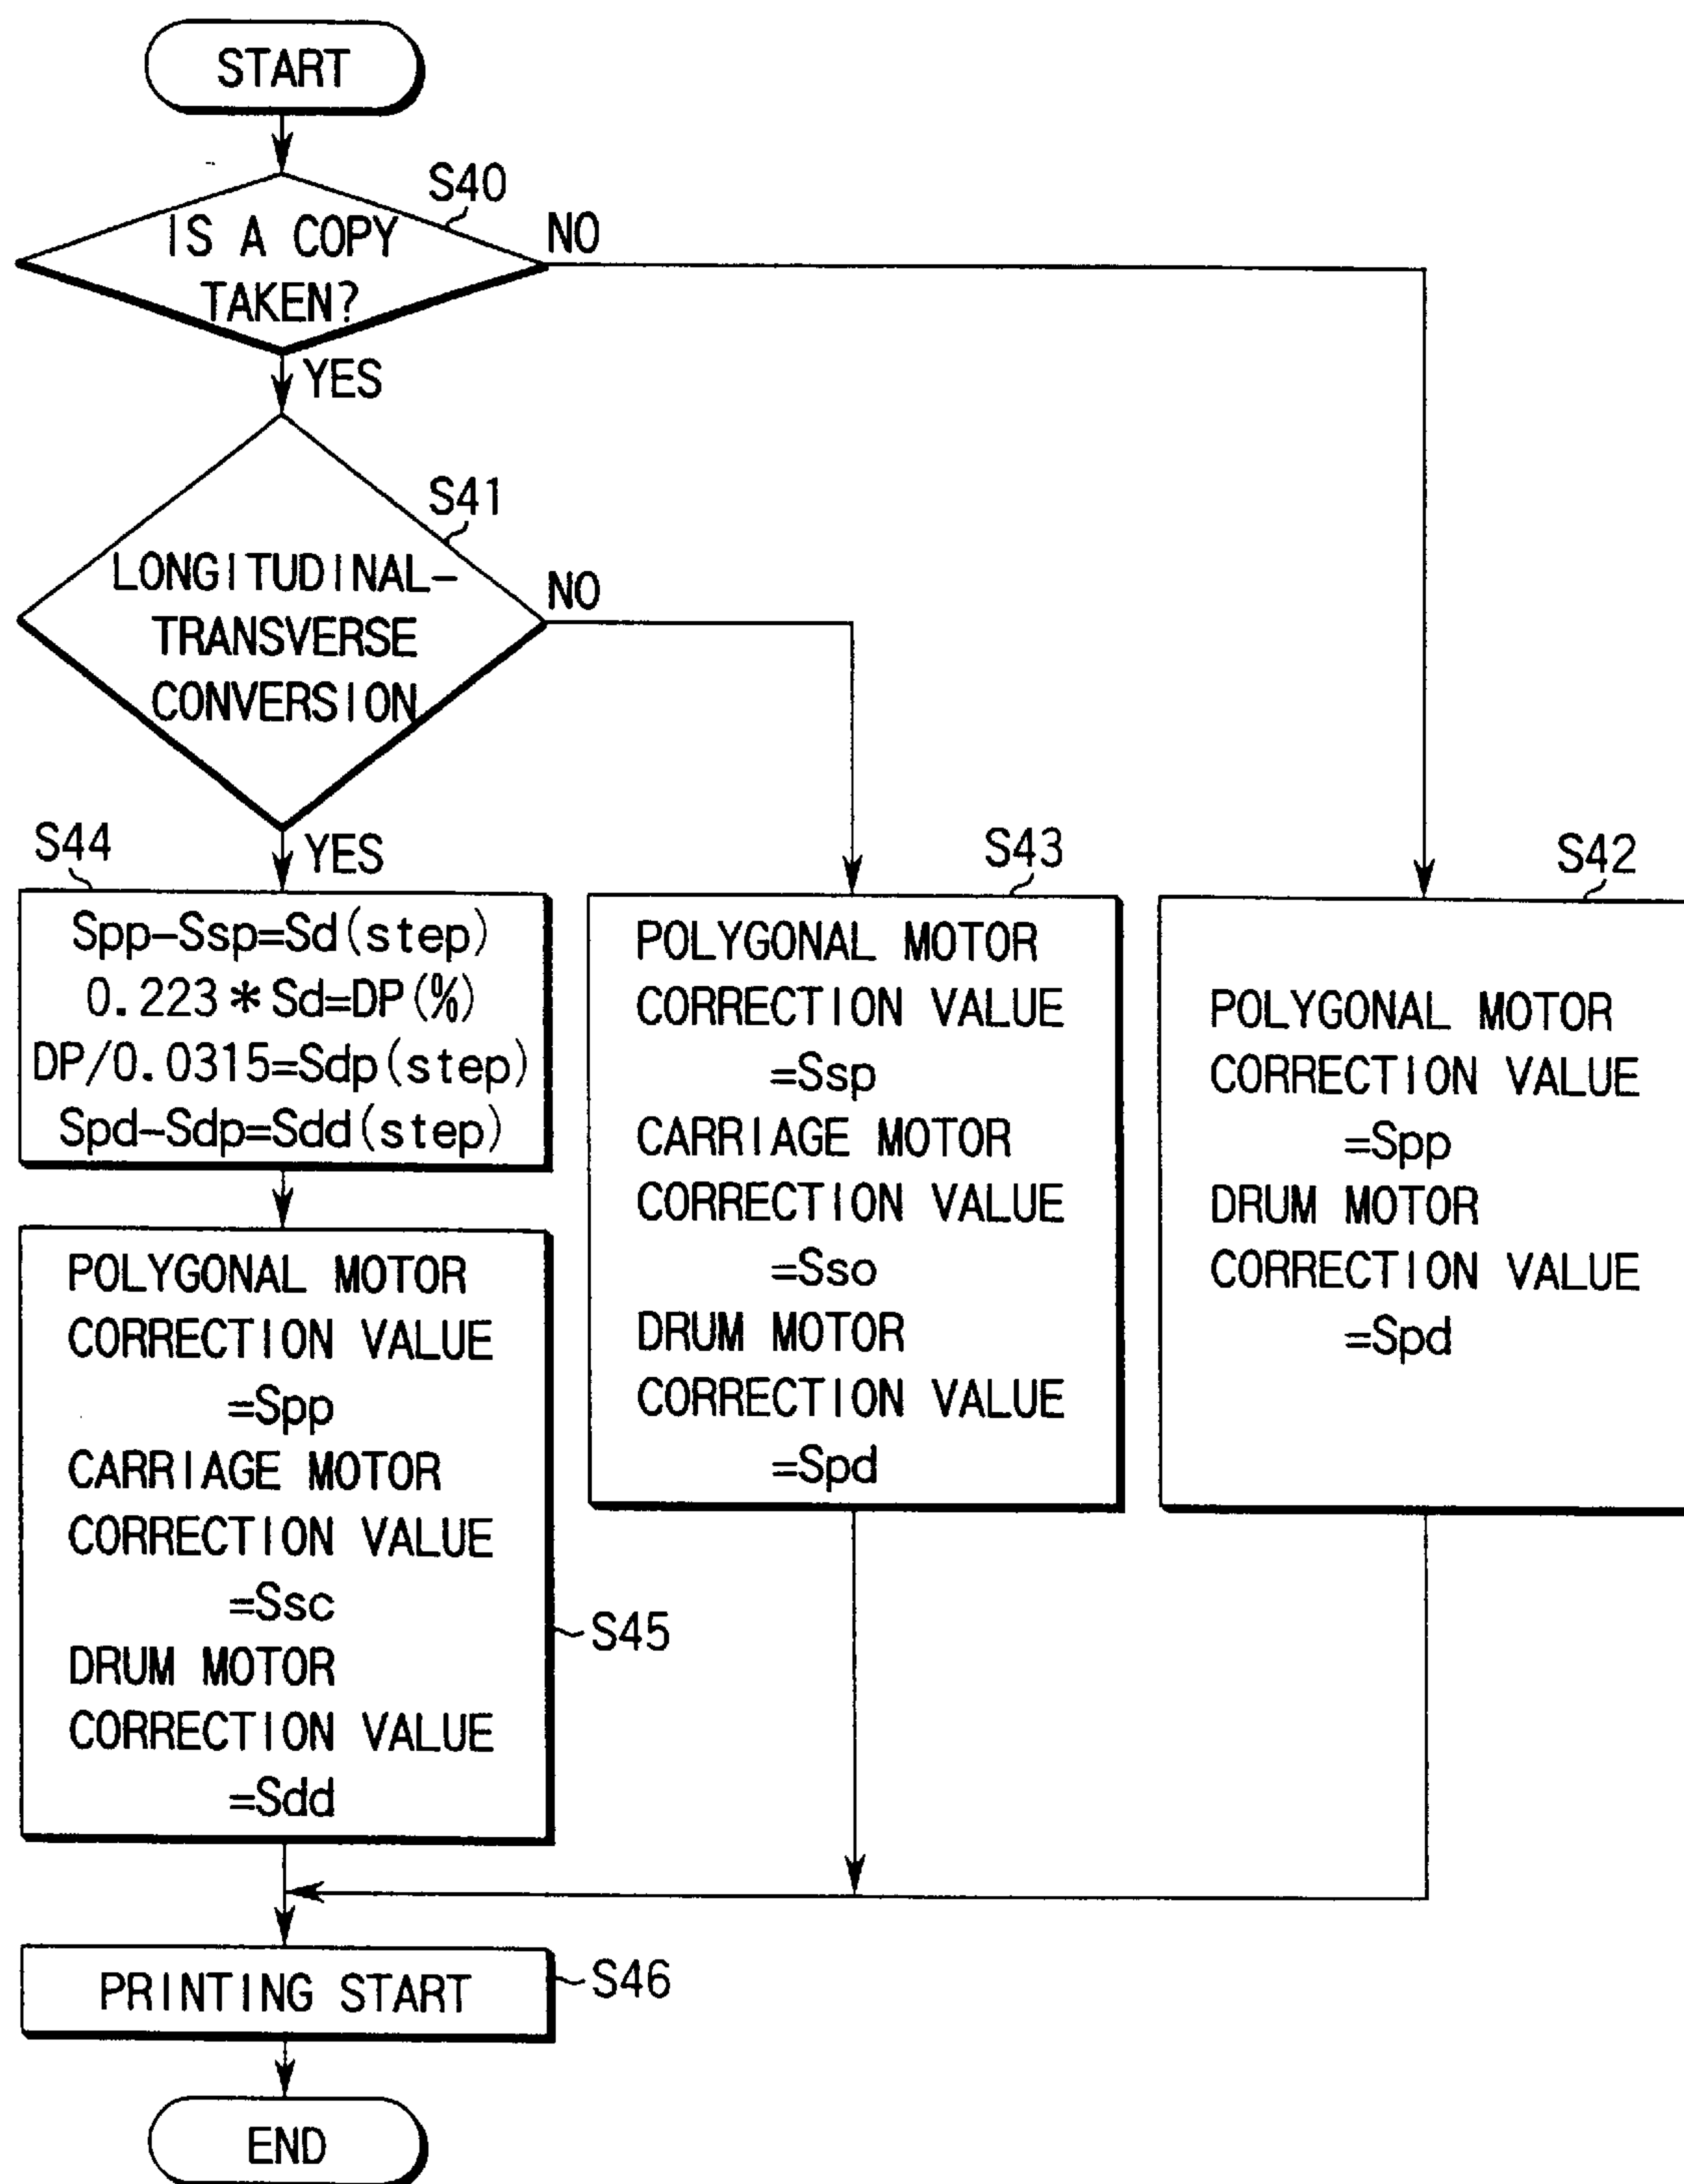 START
S40
IS A COPY
TAKEN?
NO
YES
S41
LONGITUDINAL-
TRANSVERSE
CONVERSION
NO
YES
S44
Spp-Ssp=Sd(step)
0.223*Sd=DP(%)
DP/0.0315=Sdp(step)
Spd-Sdp=Sdd(step)
S43
POLYGONAL MOTOR
CORRECTION VALUE
=Ssp
CARRIAGE MOTOR
CORRECTION VALUE
=Sso
DRUM MOTOR
CORRECTION VALUE
=Spd
S42
POLYGONAL MOTOR
CORRECTION VALUE
=Spp
DRUM MOTOR
CORRECTION VALUE
=Spd
POLYGONAL MOTOR
CORRECTION VALUE
=Spp
CARRIAGE MOTOR
CORRECTION VALUE
=Ssc
DRUM MOTOR
CORRECTION VALUE
=Sdd
S45
PRINTING START
S46
END